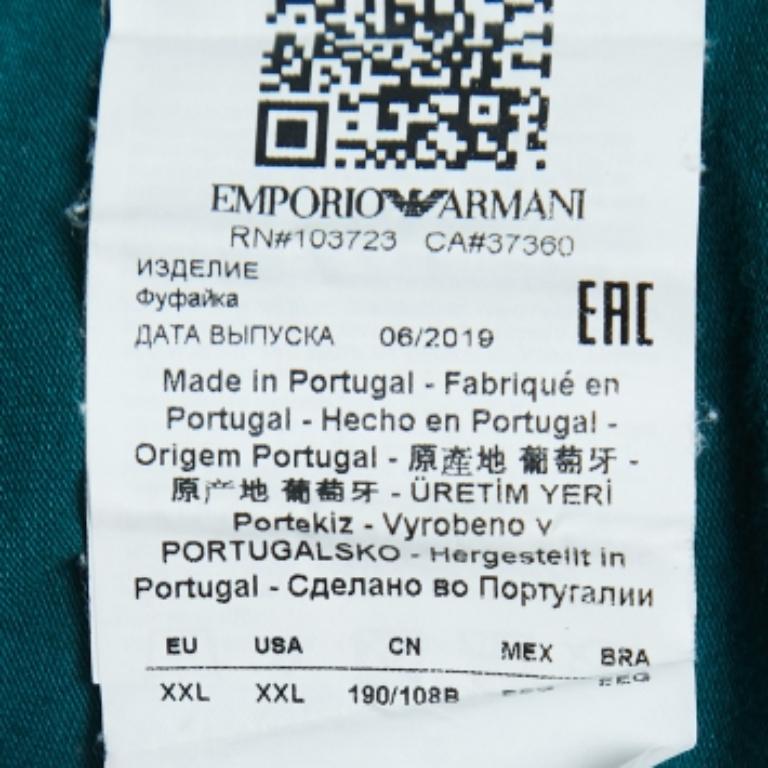 EMPORIO ARMANI
RN#103723 CA#37360
ИЗДЕЛИЕ
Фуфайка
EAC
ДАТА ВЫПУСКА 06/2019
Made in Portugal - Fabriqué en
Portugal - Hecho en Portugal -
Origem Portugal - 原產地 葡萄牙 -
原产地 葡萄牙 - ÜRETİM YERİ
Portekiz - Vyrobeno v
PORTUGALSKO - Hergestellt in
Portugal - Сделано во Португалии
EU USA CN MEX BRA
XXL XXL 190/108B